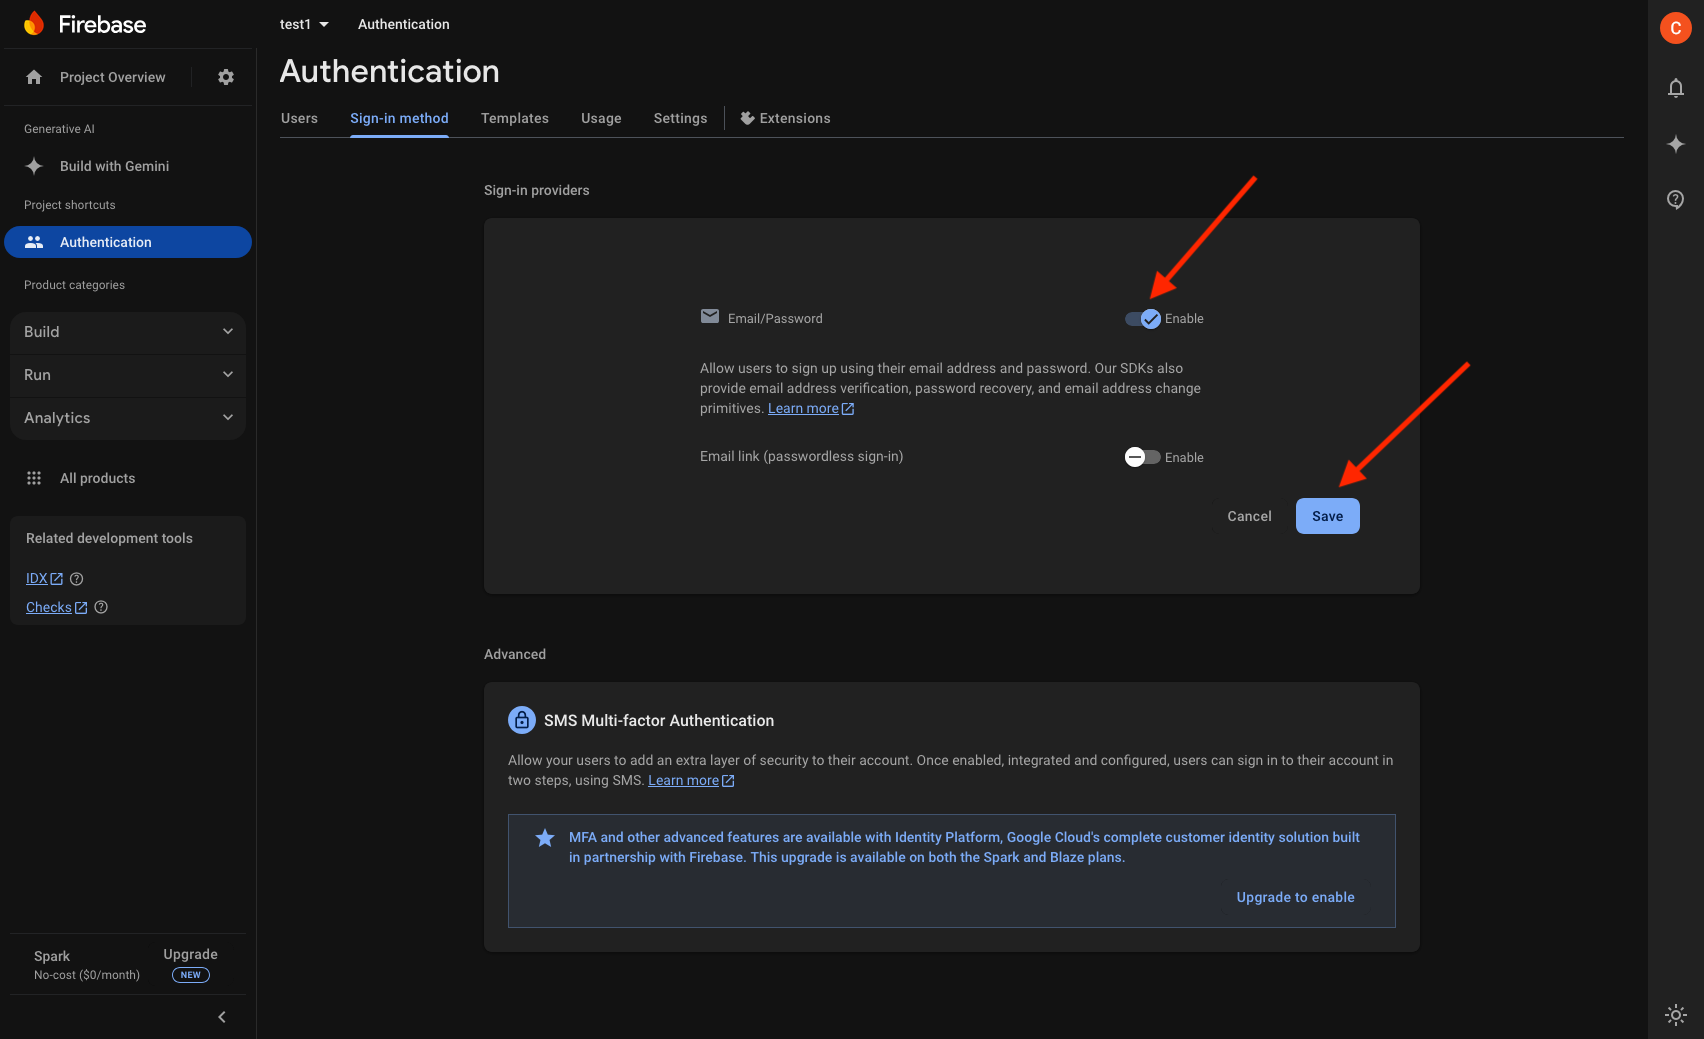 Firebase
Project Overview
Generative AI
Build with Gemini
Project shortcuts
Authentication
Product categories
Build
Run
Analytics
All products
Related development tools
IDX
Checks
Spark
No-cost ($0/month)
Upgrade
NEW
test1
Authentication
Authentication
Users
Sign-in method
Templates
Usage
Settings
Extensions
Sign-in providers
Email/Password
Enable
Allow users to sign up using their email address and password. Our SDKs also
provide email address verification, password recovery, and email address change
primitives. Learn more
Email link (passwordless sign-in)
Enable
Cancel
Save
Advanced
SMS Multi-factor Authentication
Allow your users to add an extra layer of security to their account. Once enabled, integrated and configured, users can sign in to their account in
two steps, using SMS. Learn more
MFA and other advanced features are available with Identity Platform, Google Cloud's complete customer identity solution built
in partnership with Firebase. This upgrade is available on both the Spark and Blaze plans.
Upgrade to enable
C